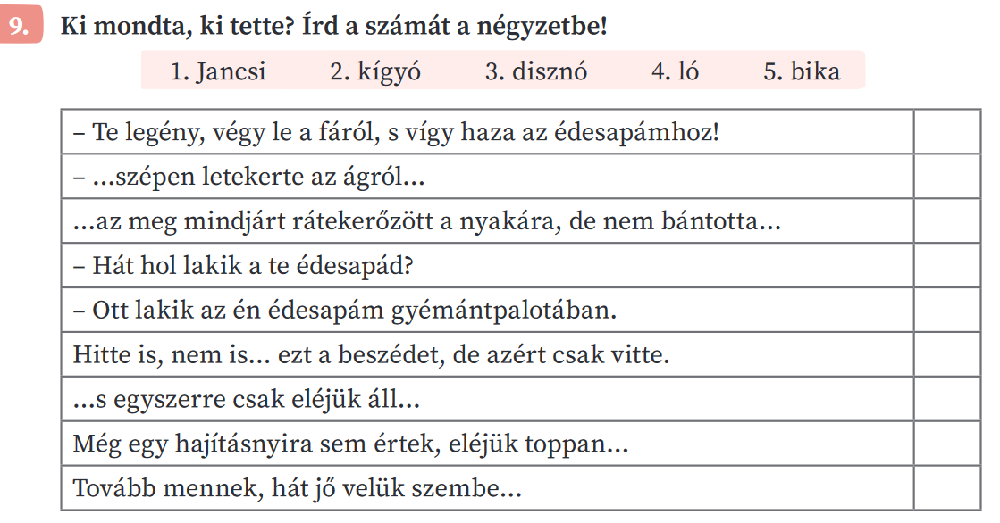 9. Ki mondta, ki tette? Írd a számát a négyzetbe!
1. Jancsi 2. kígyó 3. disznó 4. ló 5. bika
– Te legény, végy le a fáról, s vígy haza az édesapámhoz!
– …szépen letekerte az ágról…
…az meg mindjárt rátekerőzött a nyakára, de nem bántotta…
– Hát hol lakik a te édesapád?
– Ott lakik az én édesapám gyémántpalotában.
Hitte is, nem is… ezt a beszédet, de azért csak vitte.
…s egyszerre csak eléjük áll…
Még egy hajításnyira sem értek, eléjük toppan…
Tovább mennek, hát jő velük szembe…